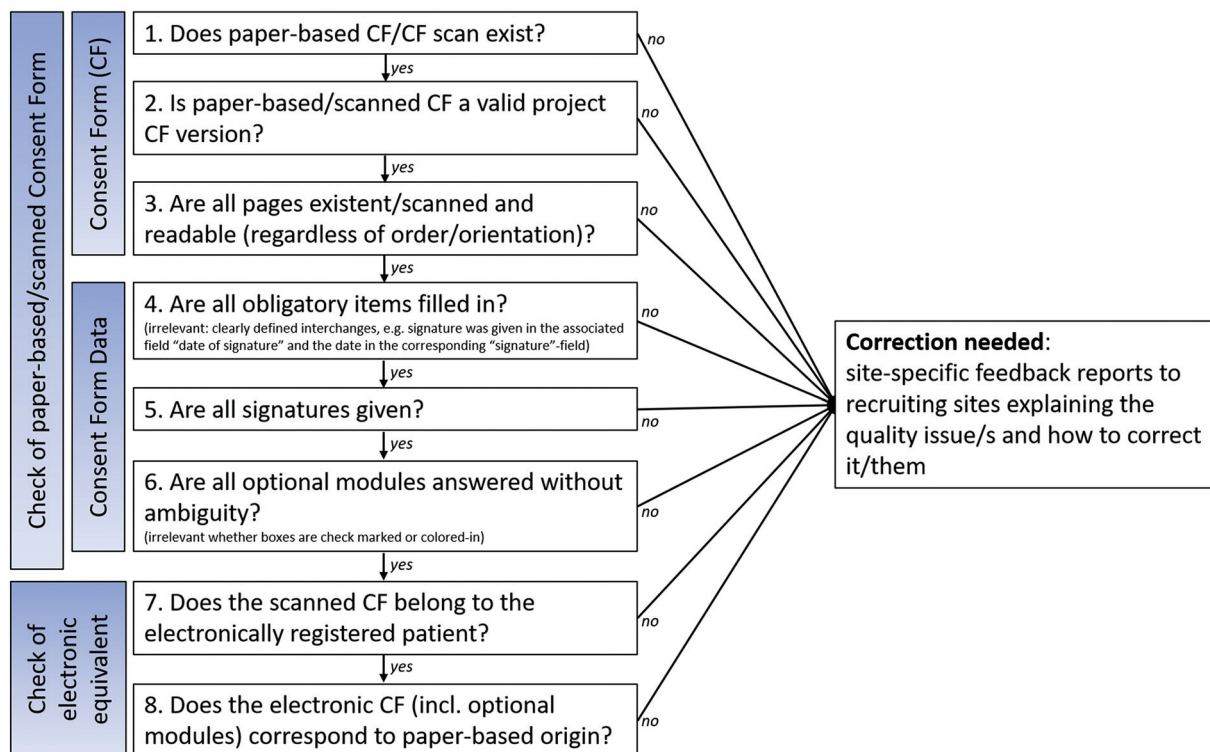 Check of paper-based/scanned Consent Form
Consent Form (CF)
1. Does paper-based CF/CF scan exist?
no
yes
2. Is paper-based/scanned CF a valid project
CF version?
no
yes
3. Are all pages existent/scanned and
readable (regardless of order/orientation)?
no
yes
Consent Form Data
4. Are all obligatory items filled in?
(irrelevant: clearly defined interchanges, e.g. signature was given in the associated
field “date of signature” and the date in the corresponding “signature”-field)
no
yes
5. Are all signatures given?
no
yes
6. Are all optional modules answered without
ambiguity?
(irrelevant whether boxes are check marked or colored-in)
no
yes
Check of
electronic
equivalent
7. Does the scanned CF belong to the
electronically registered patient?
no
yes
8. Does the electronic CF (incl. optional
modules) correspond to paper-based origin?
no
Correction needed:
site-specific feedback reports to
recruiting sites explaining the
quality issue/s and how to correct
it/them